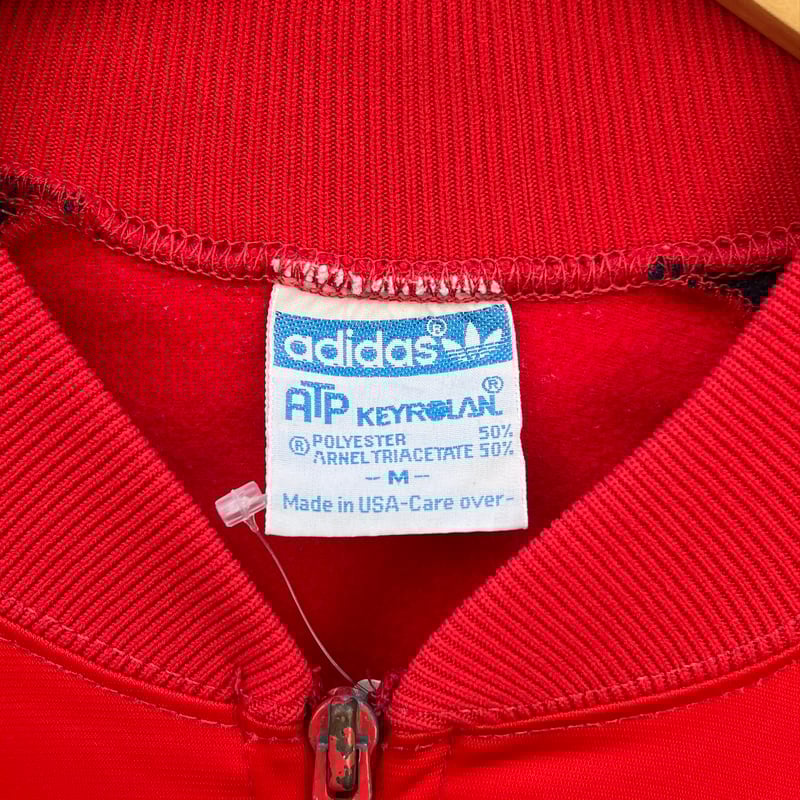 adidas®
ATP KEYROLAN®
® POLYESTER 50%
ARNEL TRIACETATE 50%
-- M --
Made in USA-Care over-